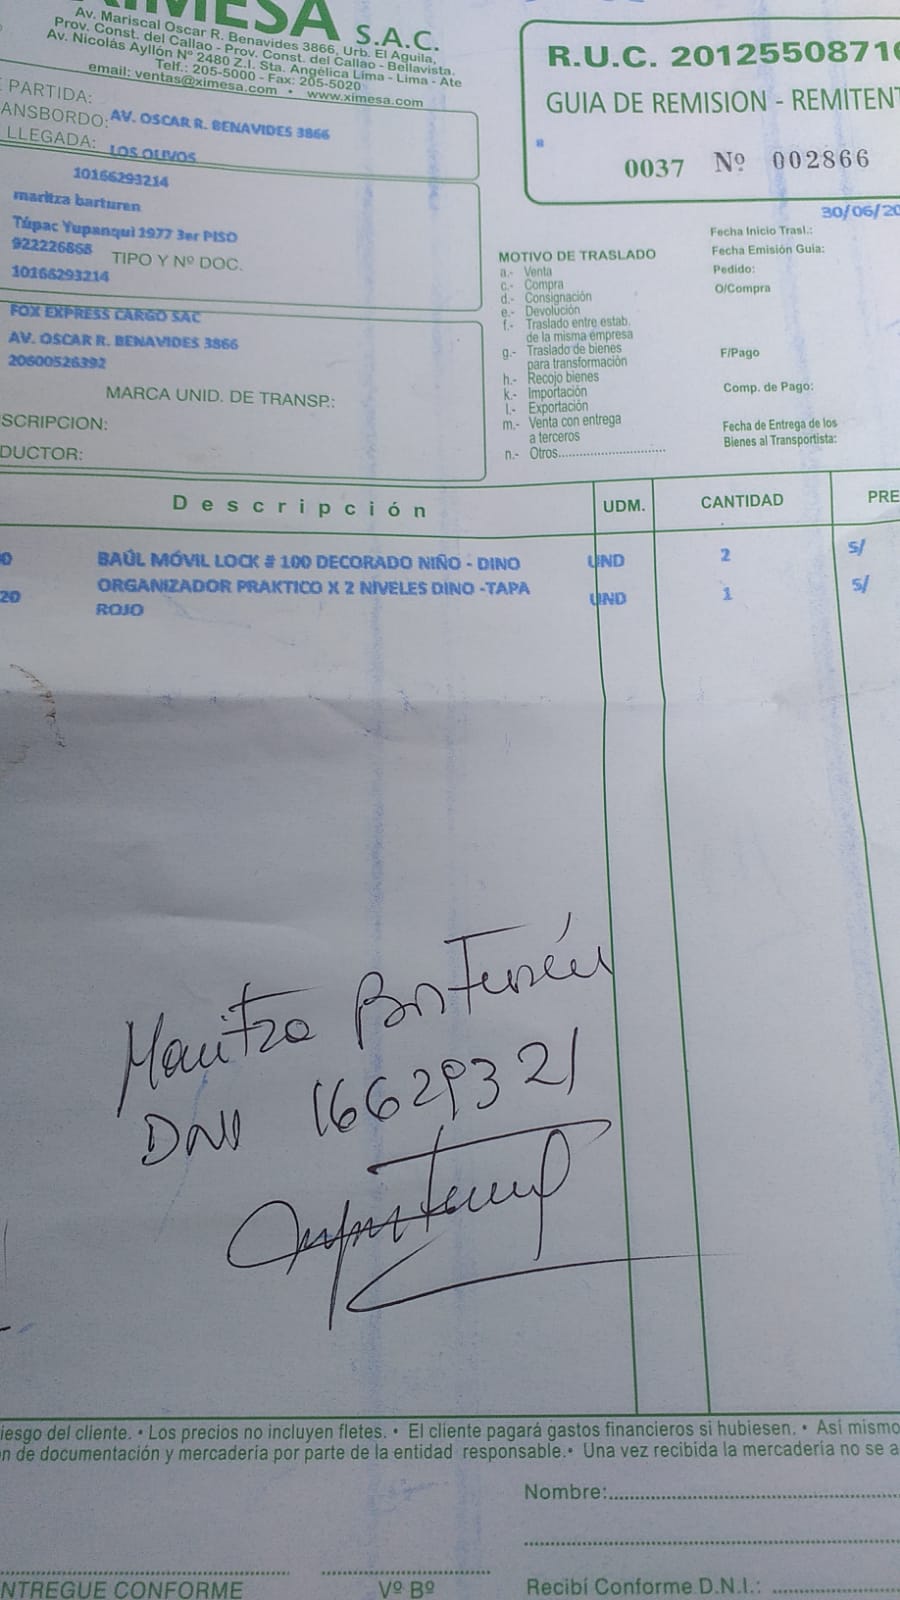 XIMESA S.A.C.
Av. Mariscal Oscar R. Benavides 3866, Urb. El Aguila,
Prov. Const. del Callao - Prov. Const. del Callao - Bellavista.
Av. Nicolás Ayllón Nº 2480 Z.I. Sta. Angélica Lima - Lima - Ate
Telf.: 205-5000 - Fax: 205-5020
email: ventas@ximesa.com • www.ximesa.com
R.U.C. 2012550871
GUIA DE REMISION - REMITENT
0037 Nº 002866
PARTIDA:
ANSBORDO: AV. OSCAR R. BENAVIDES 3866
LLEGADA: LOS OLIVOS
10166293214
maritza barturen
Túpac Yupanqui 1977 3er PISO
922226868 TIPO Y Nº DOC.
10166293214
FOX EXPRESS CARGO SAC
AV. OSCAR R. BENAVIDES 3866
20600526392
MARCA UNID. DE TRANSP.:
SCRIPCION:
DUCTOR:
MOTIVO DE TRASLADO
a.- Venta
c.- Compra
d.- Consignación
e.- Devolución
f.- Traslado entre estab.
de la misma empresa
g.- Traslado de bienes
para transformación
h.- Recojo bienes
k.- Importación
l.- Exportación
m.- Venta con entrega
a terceros
n.- Otros..............................
30/06/20
Fecha Inicio Trasl.:
Fecha Emisión Guía:
Pedido:
O/Compra
F/Pago
Comp. de Pago:
Fecha de Entrega de los
Bienes al Transportista:
Descripción UDM. CANTIDAD PRE
0 BAÚL MÓVIL LOCK # 100 DECORADO NIÑO - DINO UND 2 S/
20 ORGANIZADOR PRAKTICO X 2 NIVELES DINO -TAPA UND 1 S/
ROJO
Maritza Barturén
DNI 16629321
iesgo del cliente. • Los precios no incluyen fletes. • El cliente pagará gastos financieros si hubiesen. • Así mismo
n de documentación y mercadería por parte de la entidad responsable. • Una vez recibida la mercadería no se a
Nombre:
NTREGUE CONFORME Vº Bº Recibí Conforme D.N.I.: